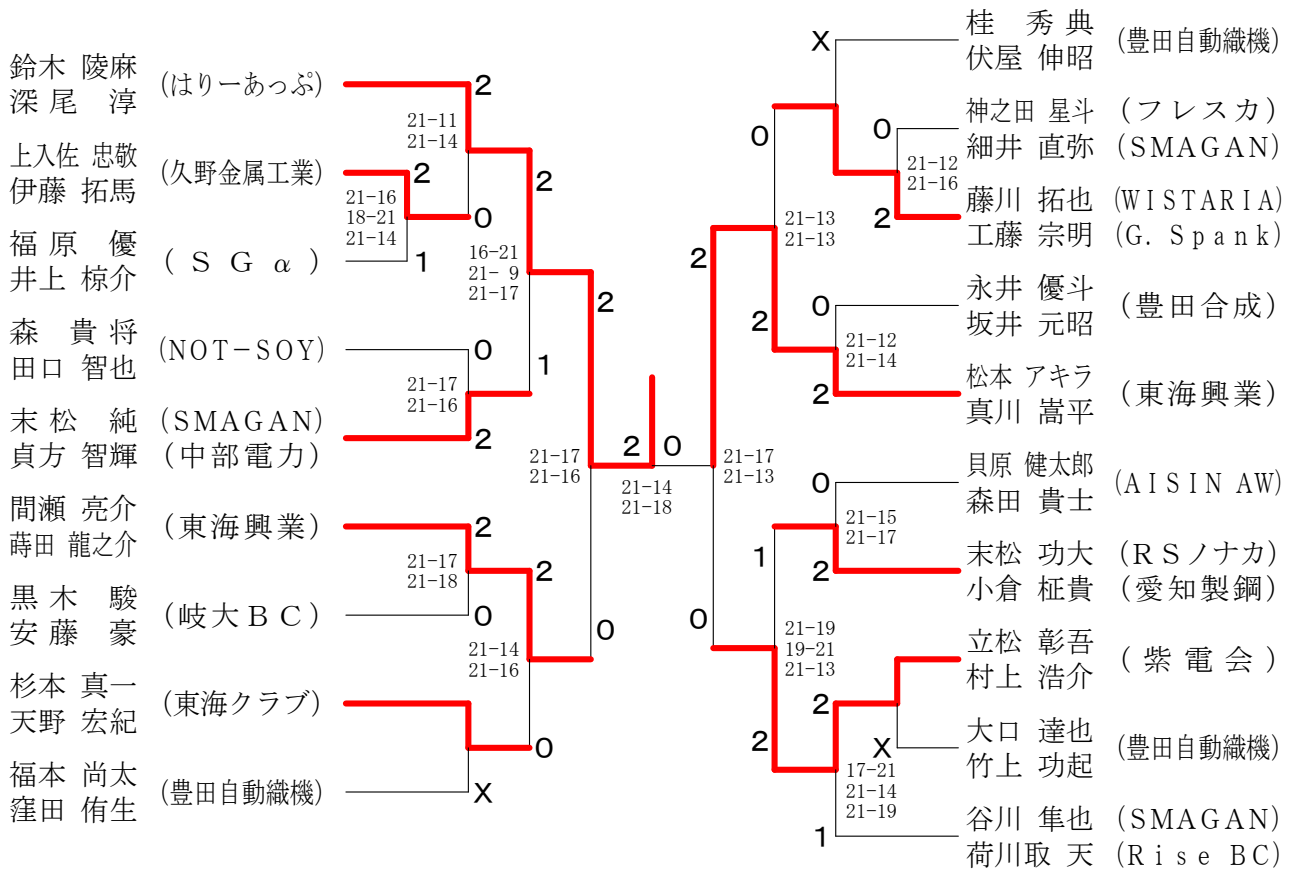 鈴木 陵麻
深尾 淳
(はりーあっぷ)
2
21-11
21-14
上入佐 忠敬
伊藤 拓馬
(久野金属工業)
2
21-16
18-21
21-14
0
福原 優
井上 椋介
(SGα)
1
2
16-21
21- 9
21-17
森 貴将
田口 智也
(NOT-SOY)
0
21-17
21-16
1
末松 純 (SMAGAN)
貞方 智輝 (中部電力)
2
2
21-17
21-16
間瀬 亮介
蒔田 龍之介
(東海興業)
2
21-17
21-18
黒木 駿
安藤 豪
(岐大BC)
0
2
21-14
21-16
0
杉本 真一
天野 宏紀
(東海クラブ)
0
福本 尚太
窪田 侑生
(豊田自動織機)
X
2
0
21-14
21-18
桂 秀典
伏屋 伸昭
(豊田自動織機)
X
神之田 星斗 (フレスカ)
細井 直弥 (SMAGAN)
0
21-12
21-16
藤川 拓也 (WISTARIA)
工藤 宗明 (G. Spank)
2
0
21-13
21-13
永井 優斗
坂井 元昭
(豊田合成)
0
21-12
21-14
松本 アキラ
真川 嵩平
(東海興業)
2
2
2
21-17
21-13
貝原 健太郎
森田 貴士
(AISIN AW)
0
21-15
21-17
末松 功大 (RSノナカ)
小倉 柾貴 (愛知製鋼)
2
1
21-19
19-21
21-13
0
立松 彰吾
村上 浩介
(紫電会)
2
大口 達也
竹上 功起
(豊田自動織機)
X
2
17-21
21-14
21-19
谷川 隼也 (SMAGAN)
荷川取 天 (Rise BC)
1